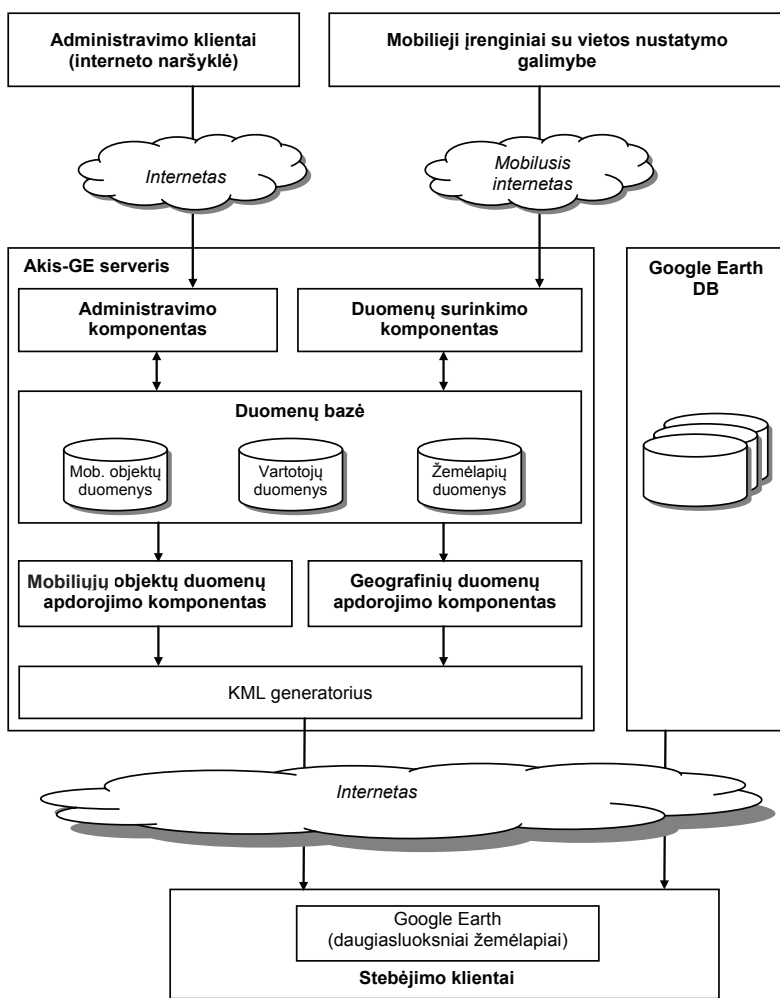 Administravimo klientai
(interneto naršyklė)
Mobilieji įrenginiai su vietos nustatymo
galimybe
Internetas
Mobilusis
internetas
Akis-GE serveris
Google Earth
DB
Administravimo
komponentas
Duomenų surinkimo
komponentas
Duomenų bazė
Mob. objektų
duomenys
Vartotojų
duomenys
Žemėlapių
duomenys
Mobiliųjų objektų duomenų
apdorojimo komponentas
Geografinių duomenų
apdorojimo komponentas
KML generatorius
Internetas
Google Earth
(daugiasluoksniai žemėlapiai)
Stebėjimo klientai